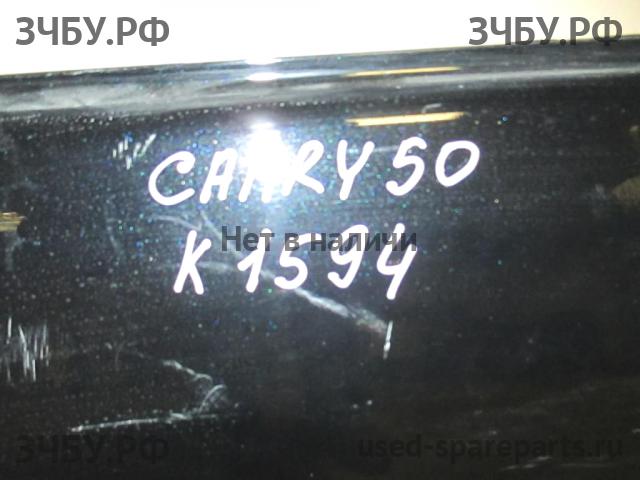 ЗЧБУ.РФ ЗЧБУ.РФ
CAMRY 50
Нет в наличи
K 1594
ЗЧБУ.РФ used-spareparts.ru